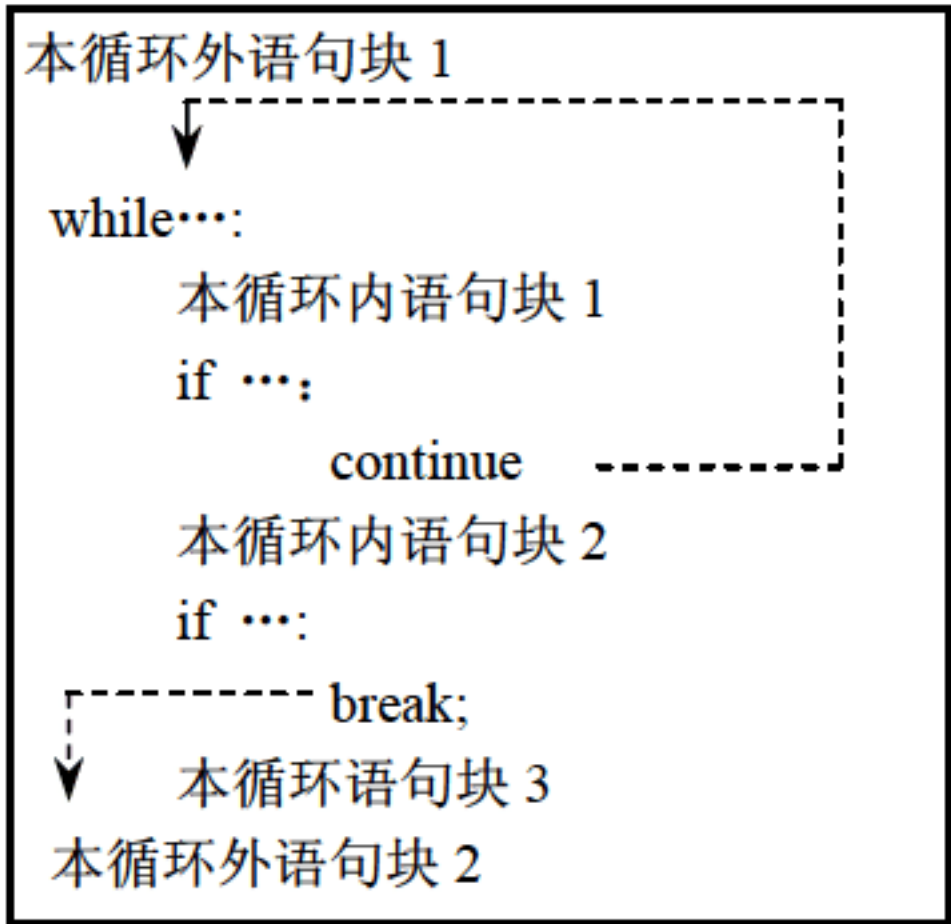 本循环外语句块 1
while…:
本循环内语句块 1
if …：
continue
本循环内语句块 2
if …:
break;
本循环语句块 3
本循环外语句块 2